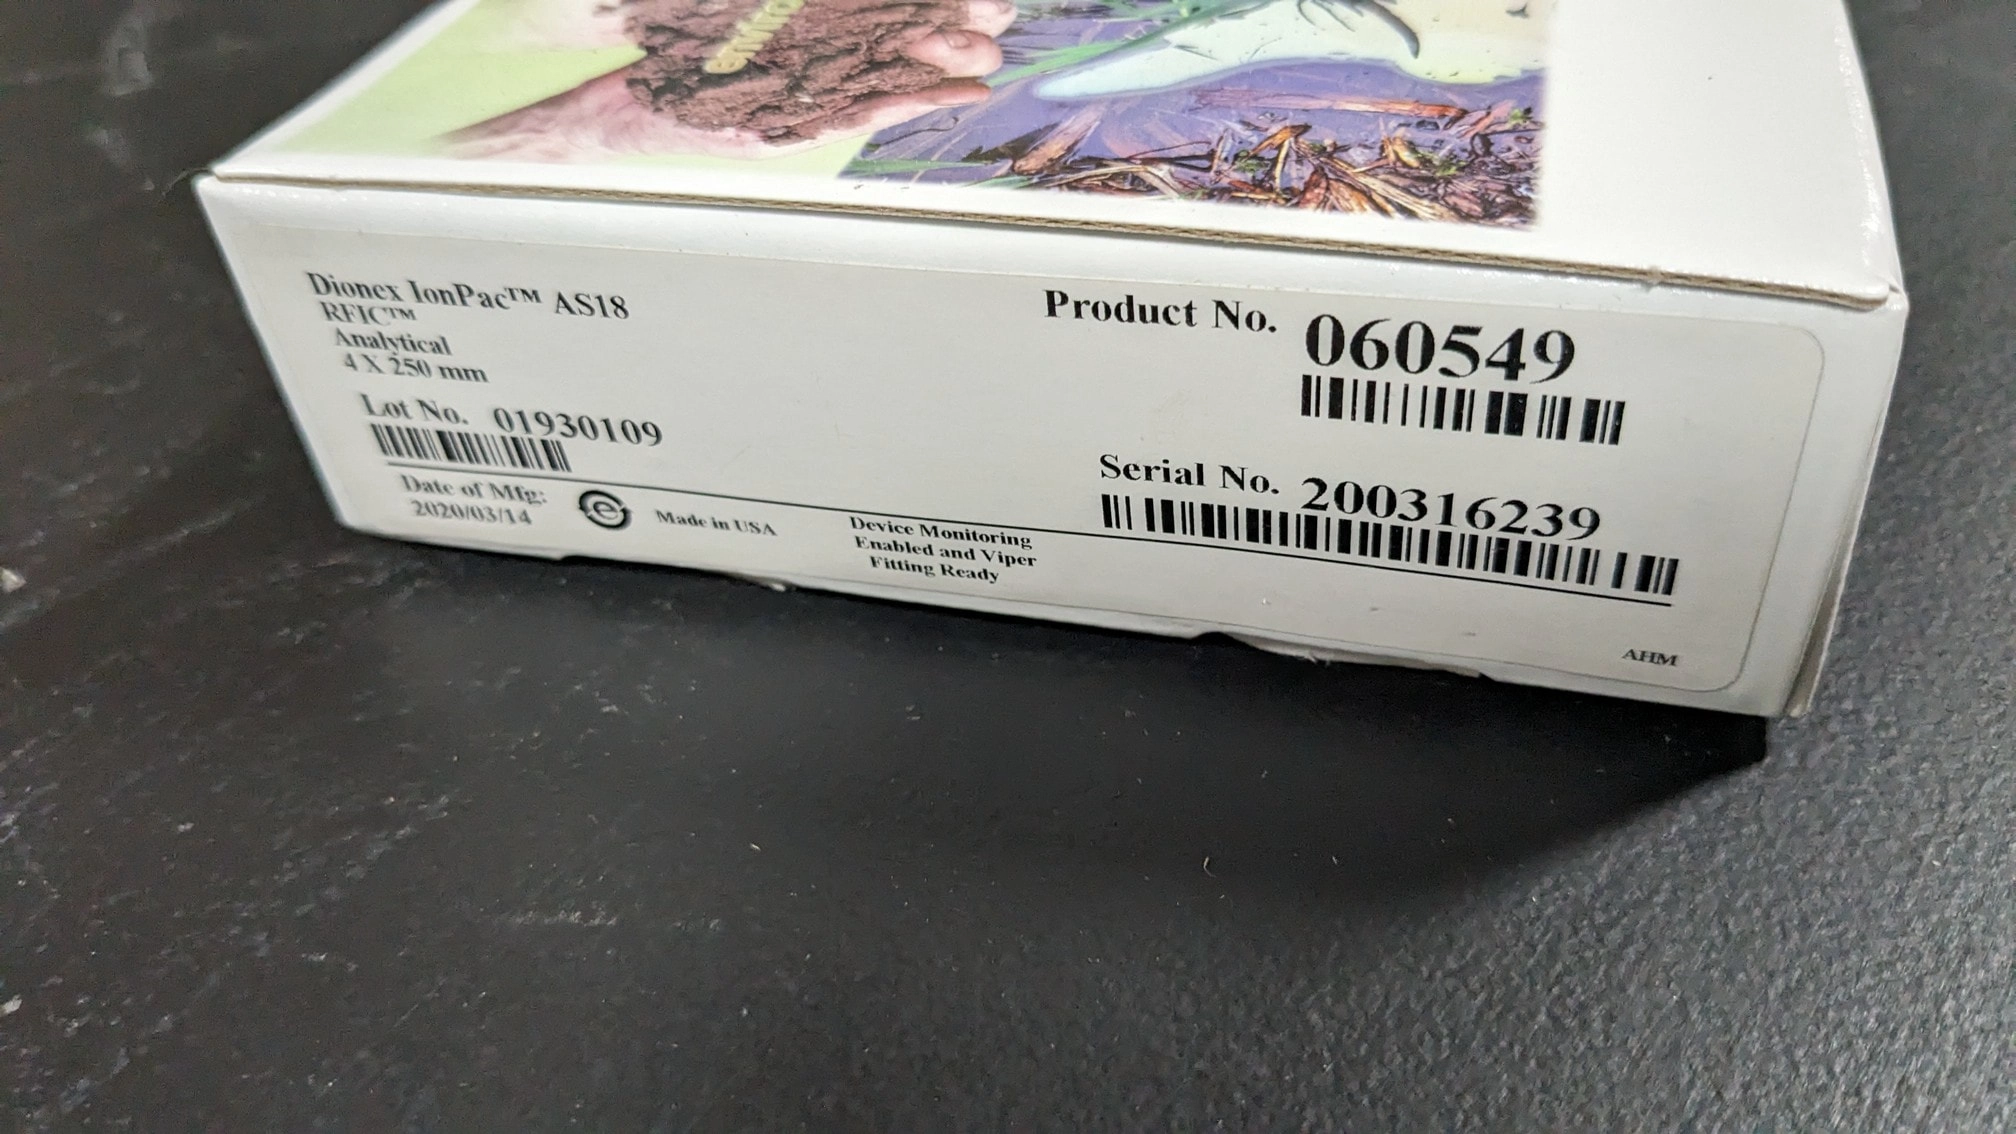 Dionex IonPac™ AS18
RFIC™
Analytical
4 X 250 mm
Lot No. 01930109
Date of Mfg:
2020/03/14
e
Made in USA
Device Monitoring
Enabled and Viper
Fitting Ready
Product No. 060549
Serial No. 200316239
AHM